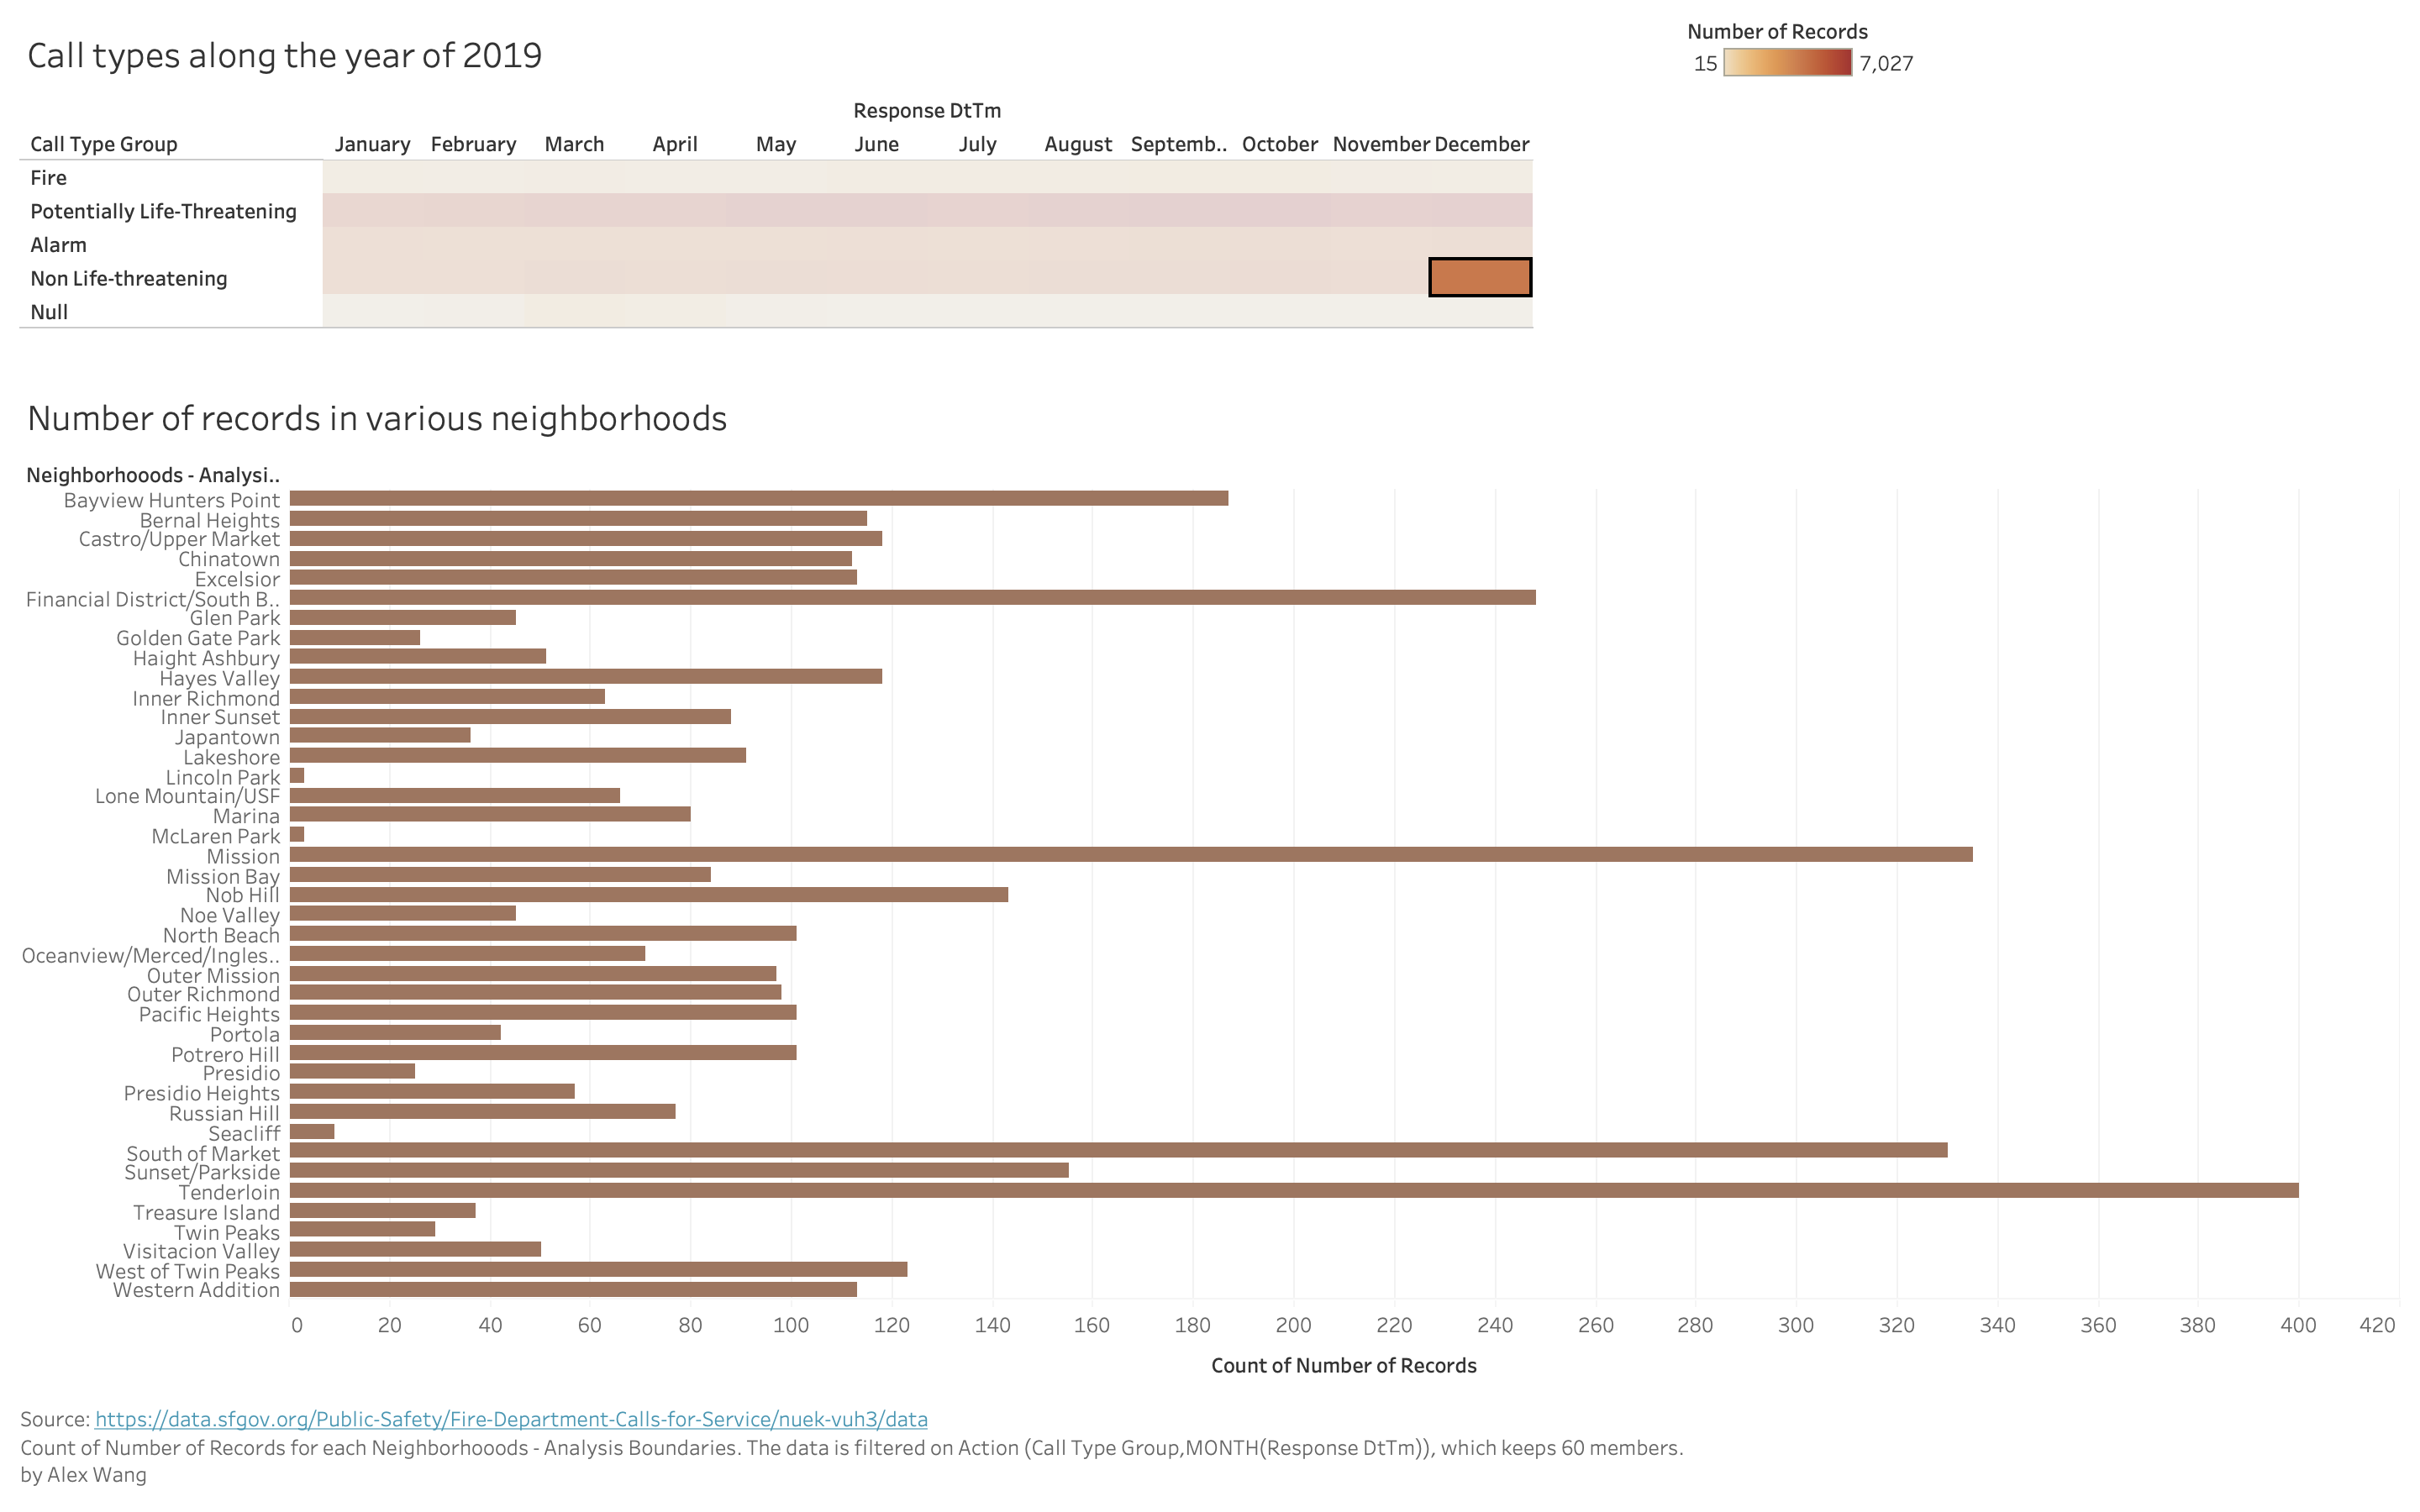 Call types along the year of 2019
Number of Records
15 7,027
Response DtTm
Call Type Group January February March April May June July August Septemb.. October November December
Fire
Potentially Life-Threatening
Alarm
Non Life-threatening
Null
Number of records in various neighborhoods
Neighborhooods - Analysi..
Bayview Hunters Point
Bernal Heights
Castro/Upper Market
Chinatown
Excelsior
Financial District/South B..
Glen Park
Golden Gate Park
Haight Ashbury
Hayes Valley
Inner Richmond
Inner Sunset
Japantown
Lakeshore
Lincoln Park
Lone Mountain/USF
Marina
McLaren Park
Mission
Mission Bay
Nob Hill
Noe Valley
North Beach
Oceanview/Merced/Ingles..
Outer Mission
Outer Richmond
Pacific Heights
Portola
Potrero Hill
Presidio
Presidio Heights
Russian Hill
Seacliff
South of Market
Sunset/Parkside
Tenderloin
Treasure Island
Twin Peaks
Visitacion Valley
West of Twin Peaks
Western Addition
0 20 40 60 80 100 120 140 160 180 200 220 240 260 280 300 320 340 360 380 400 420
Count of Number of Records
Source: https://data.sfgov.org/Public-Safety/Fire-Department-Calls-for-Service/nuek-vuh3/data
Count of Number of Records for each Neighborhooods - Analysis Boundaries. The data is filtered on Action (Call Type Group,MONTH(Response DtTm)), which keeps 60 members.
by Alex Wang